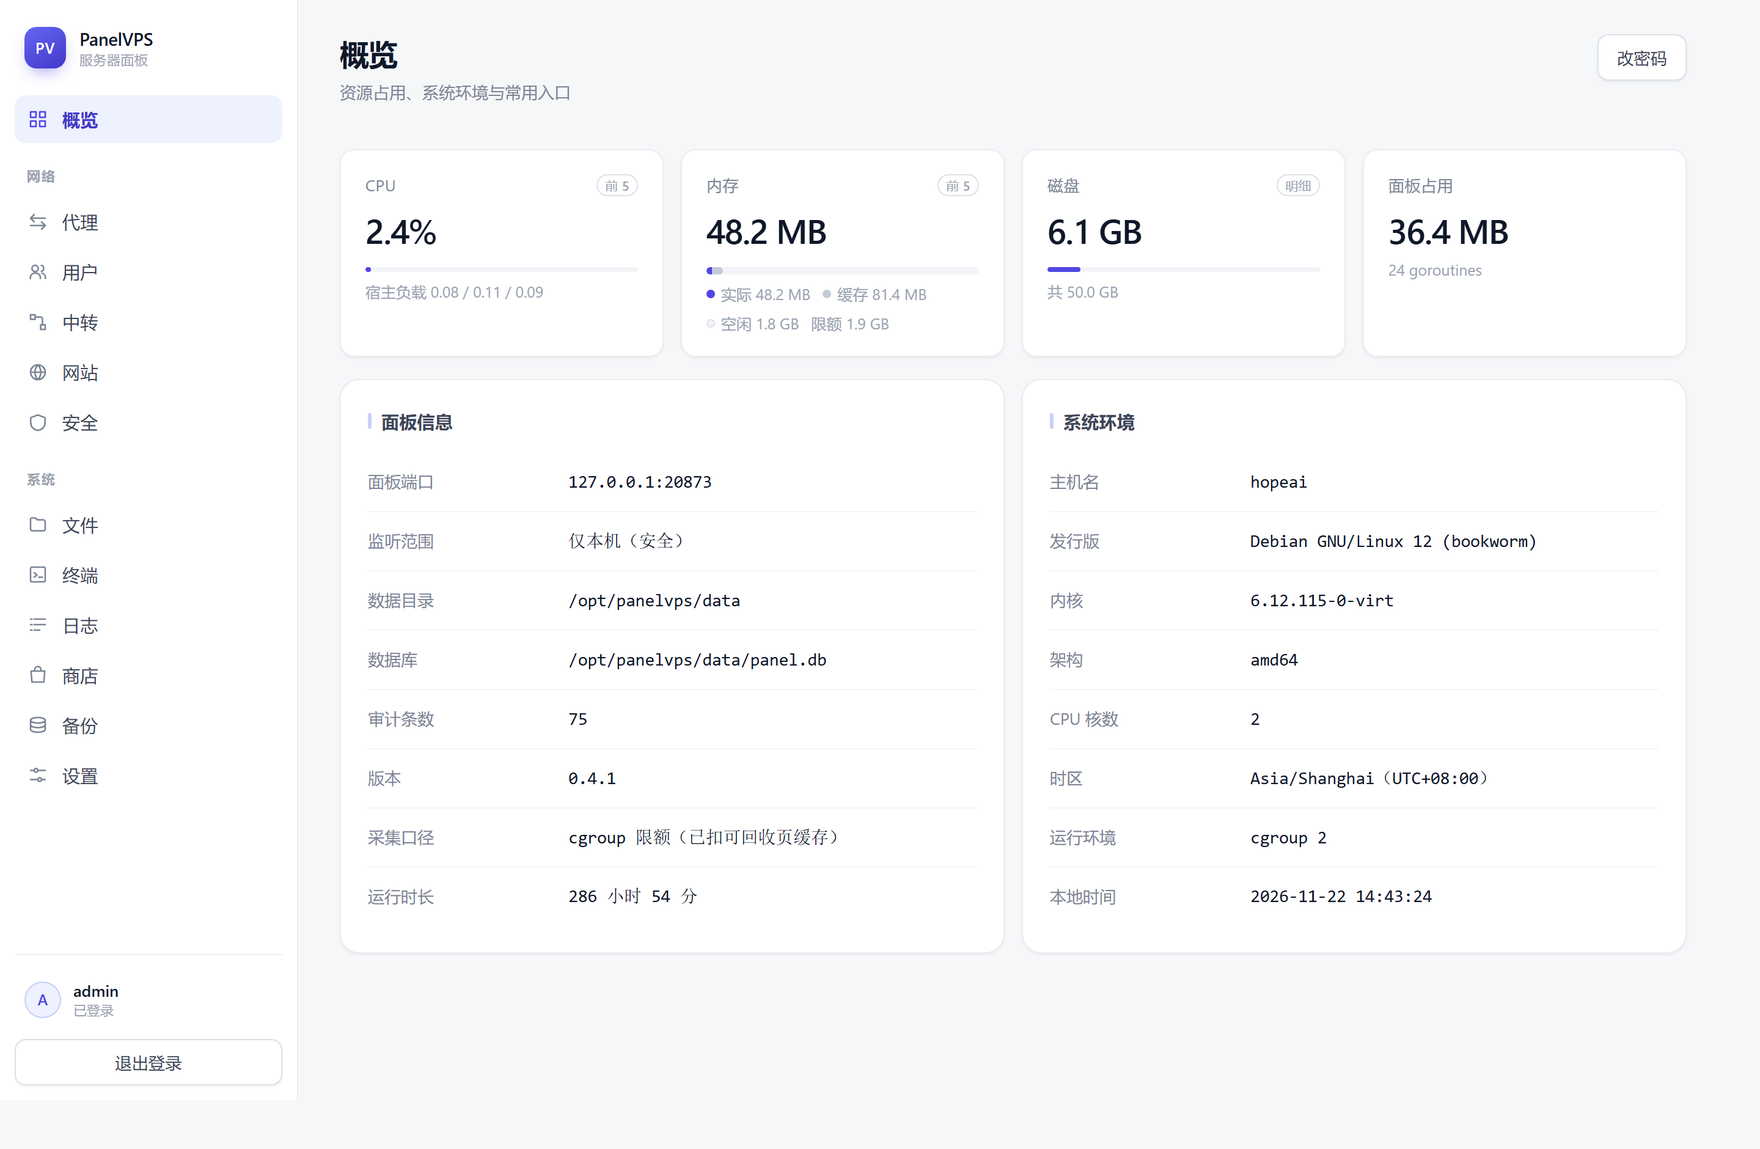 PV
PanelVPS
服务器面板
概览
网络
代理
用户
中转
网站
安全
系统
文件
终端
日志
商店
备份
设置
A
admin
已登录
退出登录
概览
资源占用、系统环境与常用入口
改密码
CPU
前 5
2.4%
宿主负载 0.08 / 0.11 / 0.09
内存
前 5
48.2 MB
实际 48.2 MB 缓存 81.4 MB
空闲 1.8 GB 限额 1.9 GB
磁盘
明细
6.1 GB
共 50.0 GB
面板占用
36.4 MB
24 goroutines
面板信息
面板端口 127.0.0.1:20873
监听范围 仅本机（安全）
数据目录 /opt/panelvps/data
数据库 /opt/panelvps/data/panel.db
审计条数 75
版本 0.4.1
采集口径 cgroup 限额（已扣可回收页缓存）
运行时长 286 小时 54 分
系统环境
主机名 hopeai
发行版 Debian GNU/Linux 12 (bookworm)
内核 6.12.115-0-virt
架构 amd64
CPU 核数 2
时区 Asia/Shanghai（UTC+08:00）
运行环境 cgroup 2
本地时间 2026-11-22 14:43:24